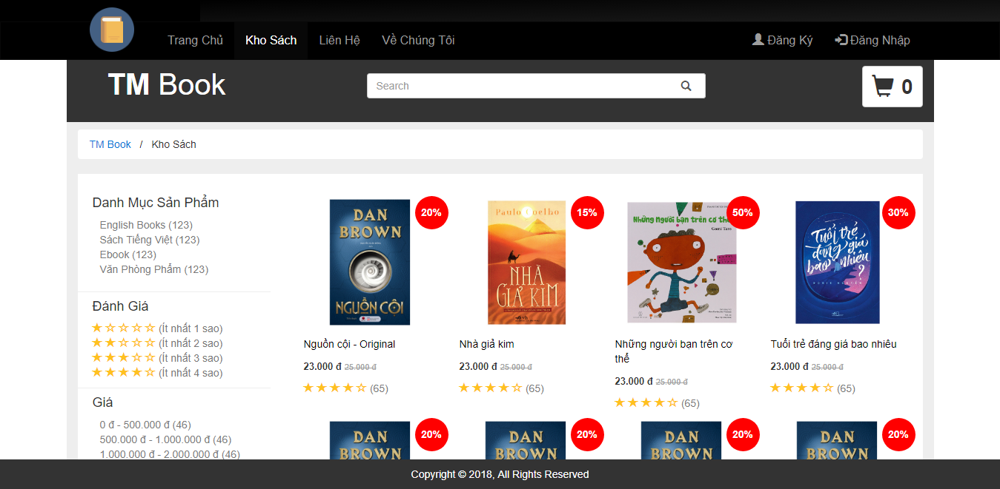 Trang Chủ Kho Sách Liên Hệ Về Chúng Tôi Đăng Ký Đăng Nhập
TM Book
Search
0
TM Book / Kho Sách
Danh Mục Sản Phẩm
English Books (123)
Sách Tiếng Việt (123)
Ebook (123)
Văn Phòng Phẩm (123)
Đánh Giá
(Ít nhất 1 sao)
(Ít nhất 2 sao)
(Ít nhất 3 sao)
(Ít nhất 4 sao)
Giá
0 đ - 500.000 đ (46)
500.000 đ - 1.000.000 đ (46)
1.000.000 đ - 2.000.000 đ (46)
DAN
BROWN
NGUỒN CỘI
20%
Nguồn cội - Original
23.000 đ 25.000 đ
(65)
Paulo Coelho
NHÀ
GIẢ KIM
15%
Nhà giả kim
23.000 đ 25.000 đ
(65)
Những Người bạn trên cơ
Gomi Taro
50%
Những người bạn trên cơ
thể
23.000 đ 25.000 đ
(65)
Tuổi trẻ
đáng giá
bao nhiêu
?
30%
Tuổi trẻ đáng giá bao nhiêu
23.000 đ 25.000 đ
(65)
DAN
BROWN
20%
DAN
BROWN
20%
DAN
BROWN
20%
DAN
BROWN
20%
Copyright © 2018, All Rights Reserved